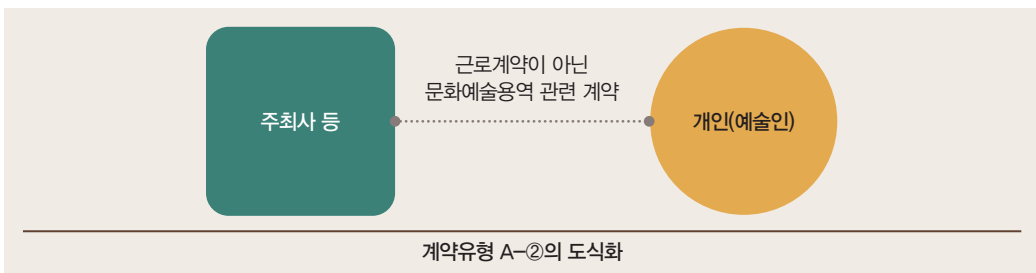 근로계약이 아닌
문화예술용역 관련 계약
주최사 등
개인(예술인)
계약유형 A-②의 도식화